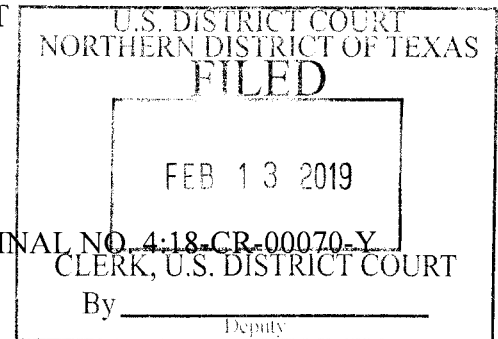 T
U.S. DISTRICT COURT
NORTHERN DISTRICT OF TEXAS
FILED
FEB 13 2019
INAL NO. 4:18-CR-00070-Y
CLERK, U.S. DISTRICT COURT
By
Deputy